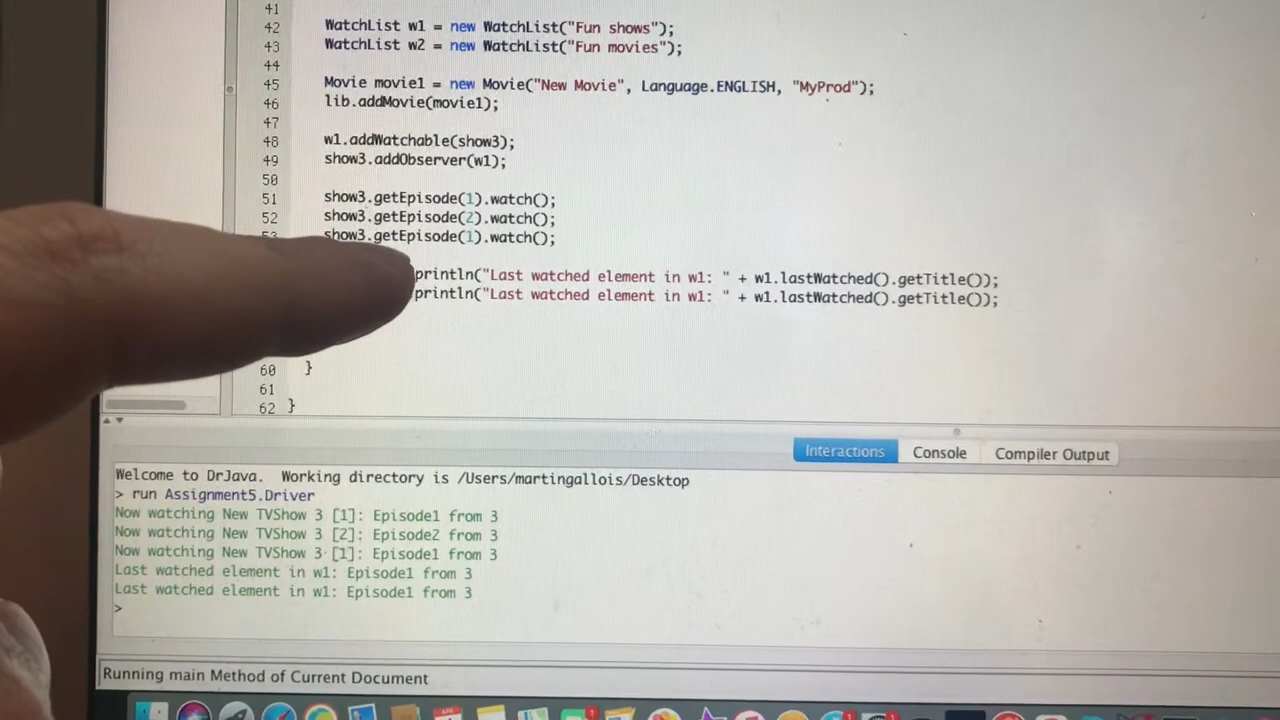 41
42 WatchList w1 = new WatchList("Fun shows");
43 WatchList w2 = new WatchList("Fun movies");
44
45 Movie movie1 = new Movie("New Movie", Language.ENGLISH, "MyProd");
46 lib.addMovie(movie1);
47
48 w1.addWatchable(show3);
49 show3.addObserver(w1);
50
51 show3.getEpisode(1).watch();
52 show3.getEpisode(2).watch();
53 show3.getEpisode(1).watch();
println("Last watched element in w1: " + w1.lastWatched().getTitle());
println("Last watched element in w1: " + w1.lastWatched().getTitle());
60 }
61
62 }
Interactions Console Compiler Output
Welcome to DrJava. Working directory is /Users/martingallois/Desktop
> run Assignment5.Driver
Now watching New TVShow 3 [1]: Episode1 from 3
Now watching New TVShow 3 [2]: Episode2 from 3
Now watching New TVShow 3 [1]: Episode1 from 3
Last watched element in w1: Episode1 from 3
Last watched element in w1: Episode1 from 3
>
Running main Method of Current Document